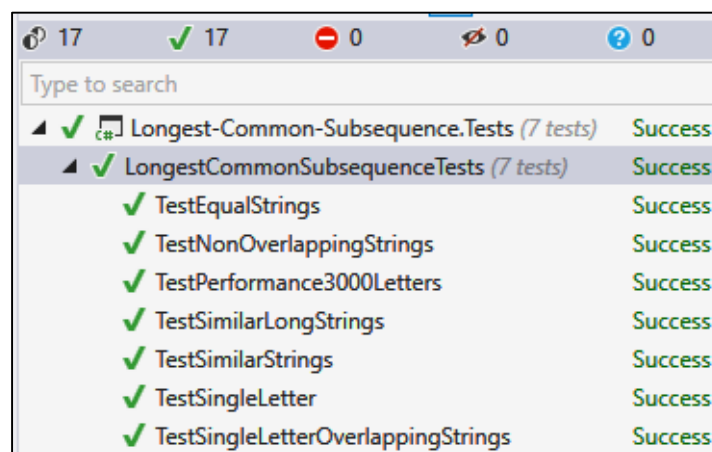 17 17 0 0 0
Type to search
C# Longest-Common-Subsequence.Tests (7 tests) Success
LongestCommonSubsequenceTests (7 tests) Success
TestEqualStrings Success
TestNonOverlappingStrings Success
TestPerformance3000Letters Success
TestSimilarLongStrings Success
TestSimilarStrings Success
TestSingleLetter Success
TestSingleLetterOverlappingStrings Success